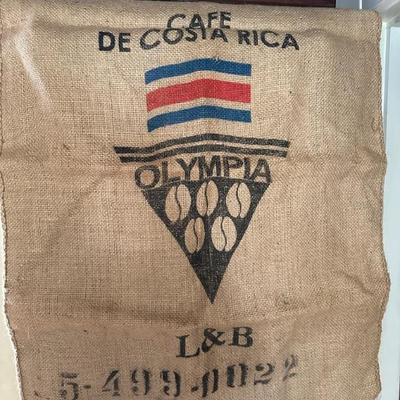 CAFE
DE COSTA RICA
OLYMPIA
L&B
5-499-0022